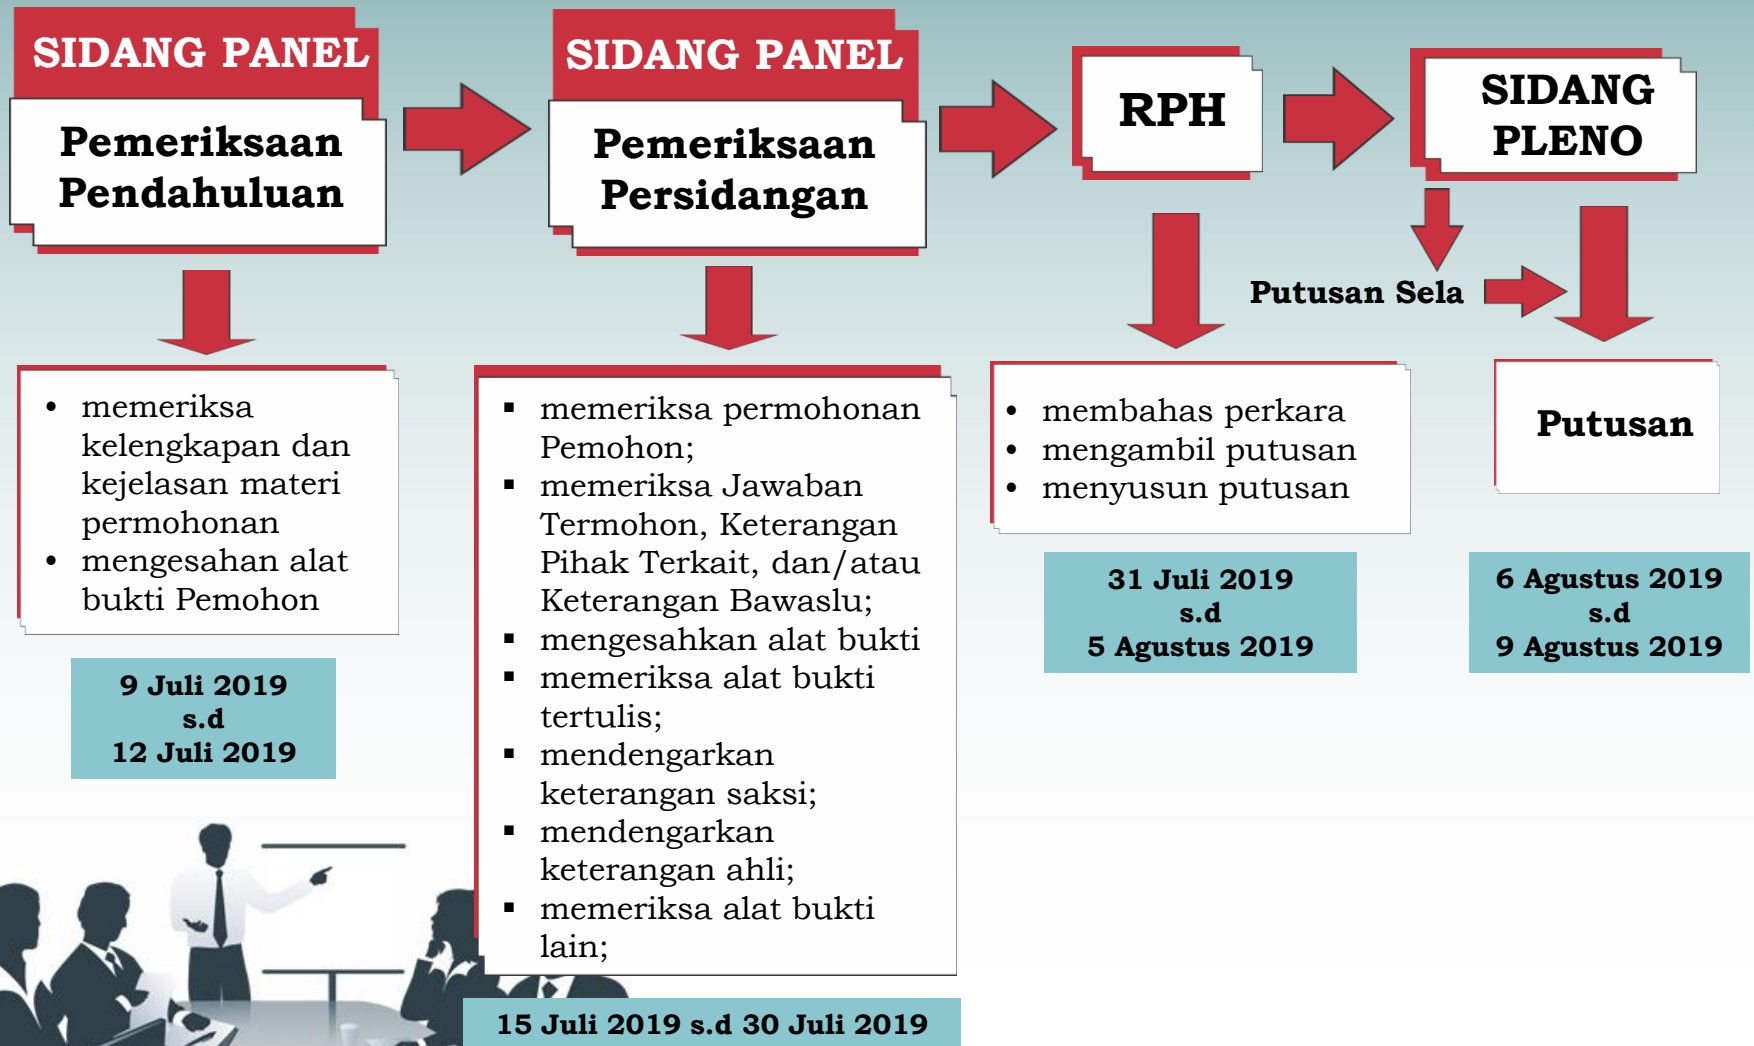 SIDANG PANEL
Pemeriksaan
Pendahuluan
• memeriksa
kelengkapan dan
kejelasan materi
permohonan
• mengesahan alat
bukti Pemohon
9 Juli 2019
s.d
12 Juli 2019
SIDANG PANEL
Pemeriksaan
Persidangan
▪ memeriksa permohonan
Pemohon;
▪ memeriksa Jawaban
Termohon, Keterangan
Pihak Terkait, dan/atau
Keterangan Bawaslu;
▪ mengesahkan alat bukti
▪ memeriksa alat bukti
tertulis;
▪ mendengarkan
keterangan saksi;
▪ mendengarkan
keterangan ahli;
▪ memeriksa alat bukti
lain;
15 Juli 2019 s.d 30 Juli 2019
RPH
• membahas perkara
• mengambil putusan
• menyusun putusan
31 Juli 2019
s.d
5 Agustus 2019
SIDANG
PLENO
Putusan Sela
Putusan
6 Agustus 2019
s.d
9 Agustus 2019